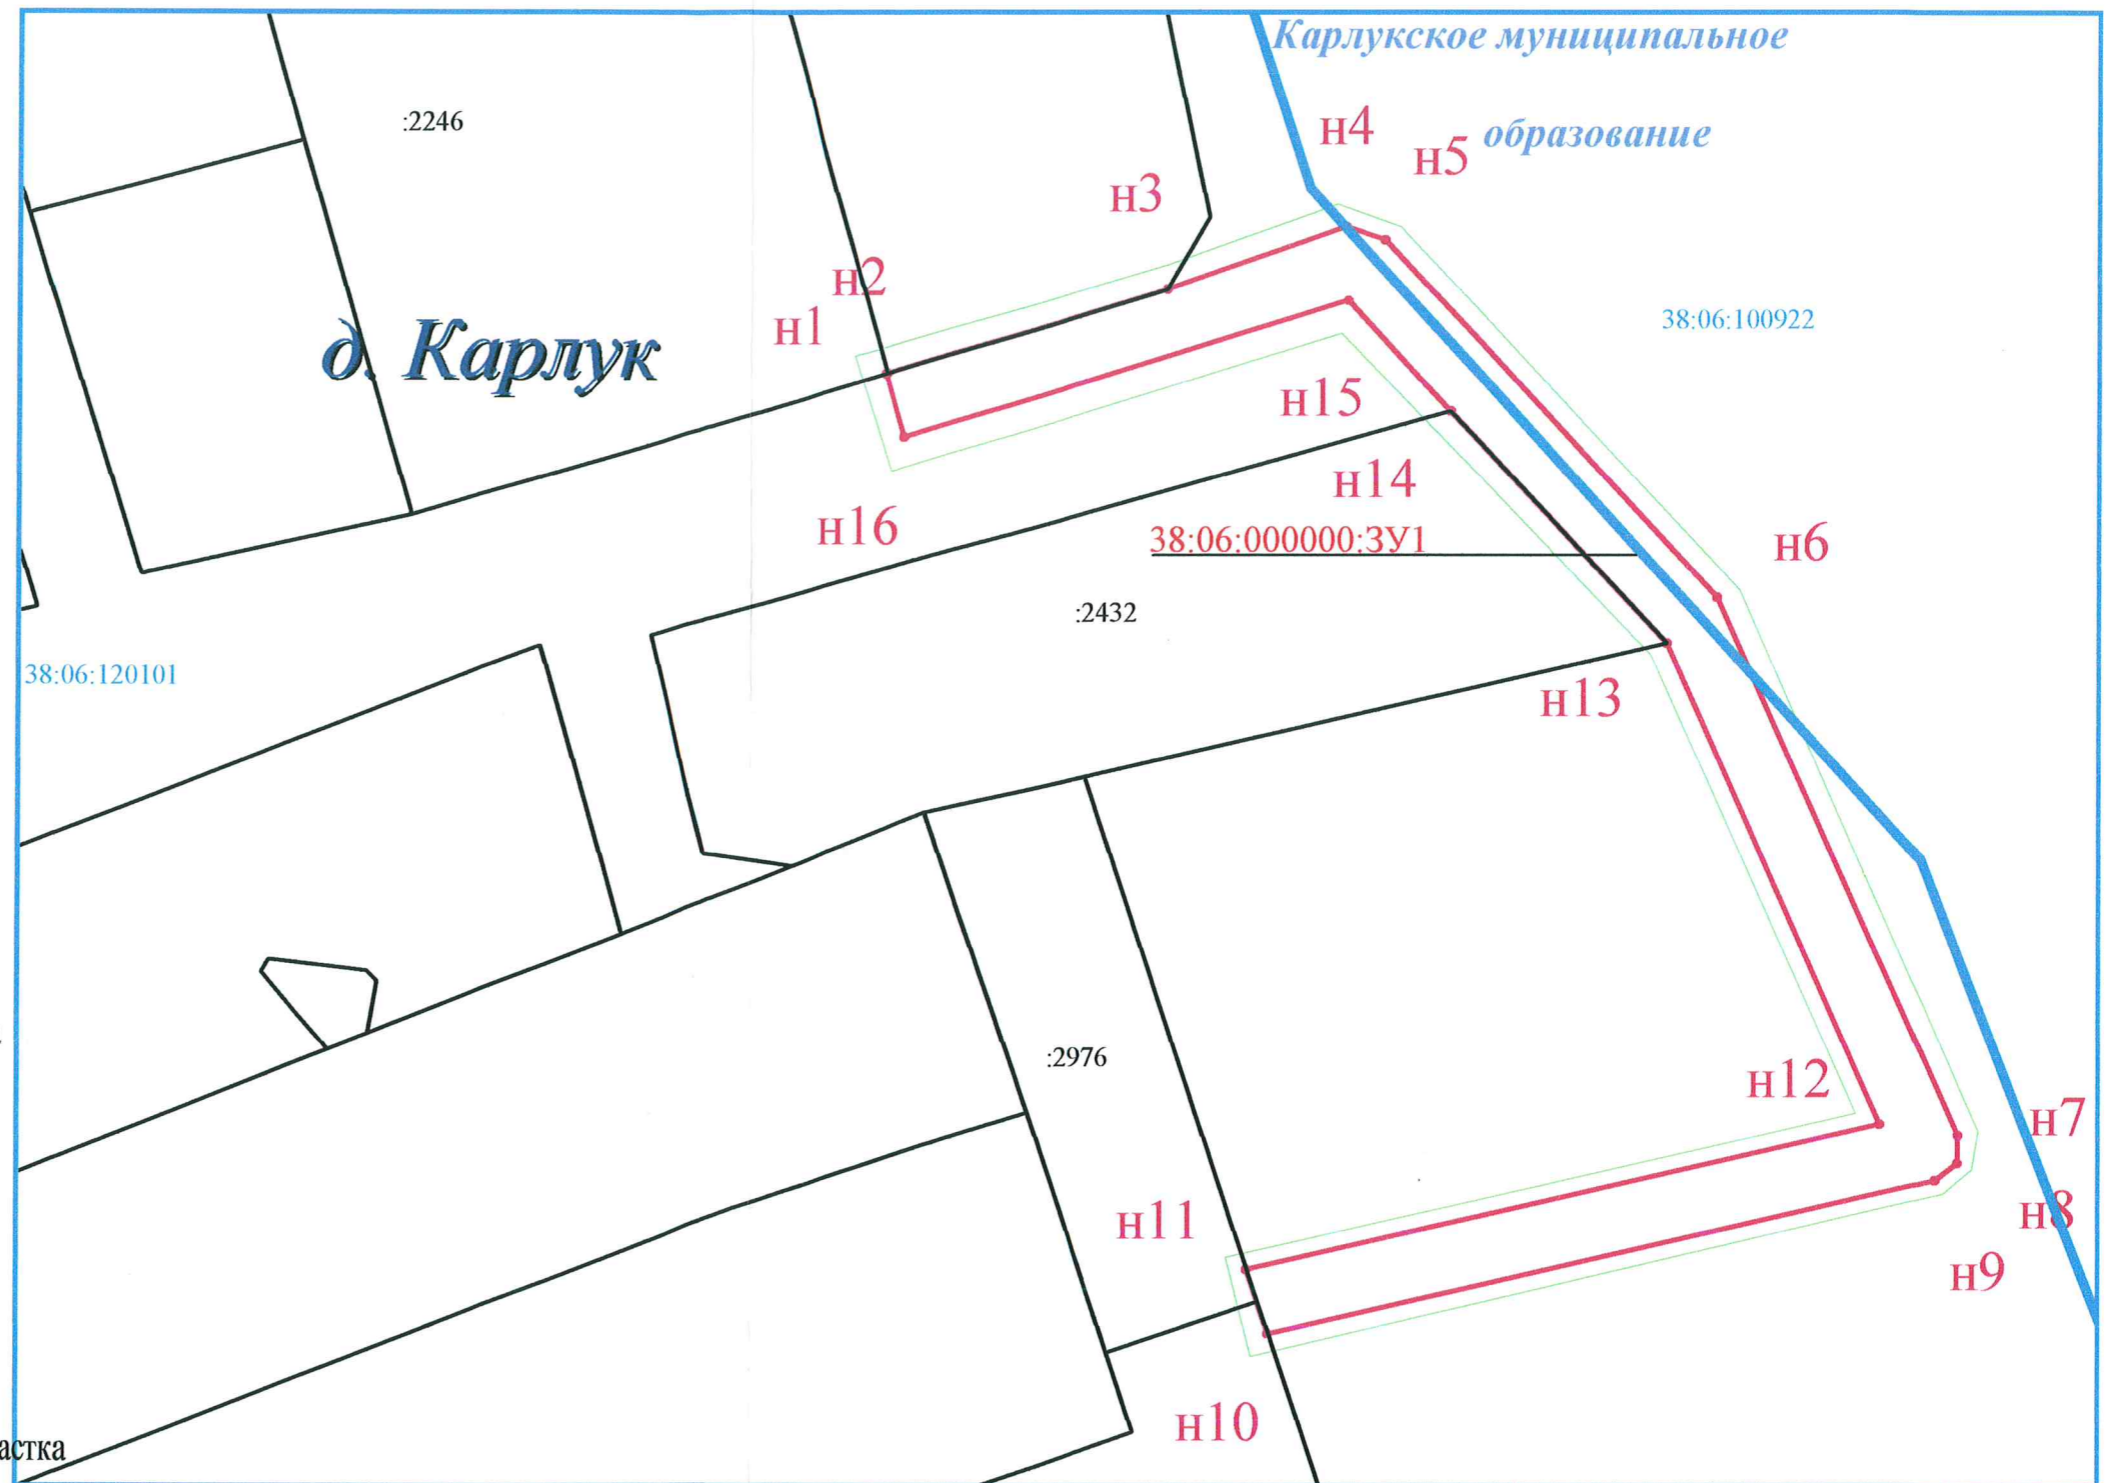 Карлукское муниципальное
образование
:2246
н4
н5
н3
н2
н1
д. Карлук
38:06:100922
н15
н14
н16
38:06:000000:ЗУ1
н6
:2432
38:06:120101
н13
:2976
н12
н7
н11
н8
н9
н10
астка